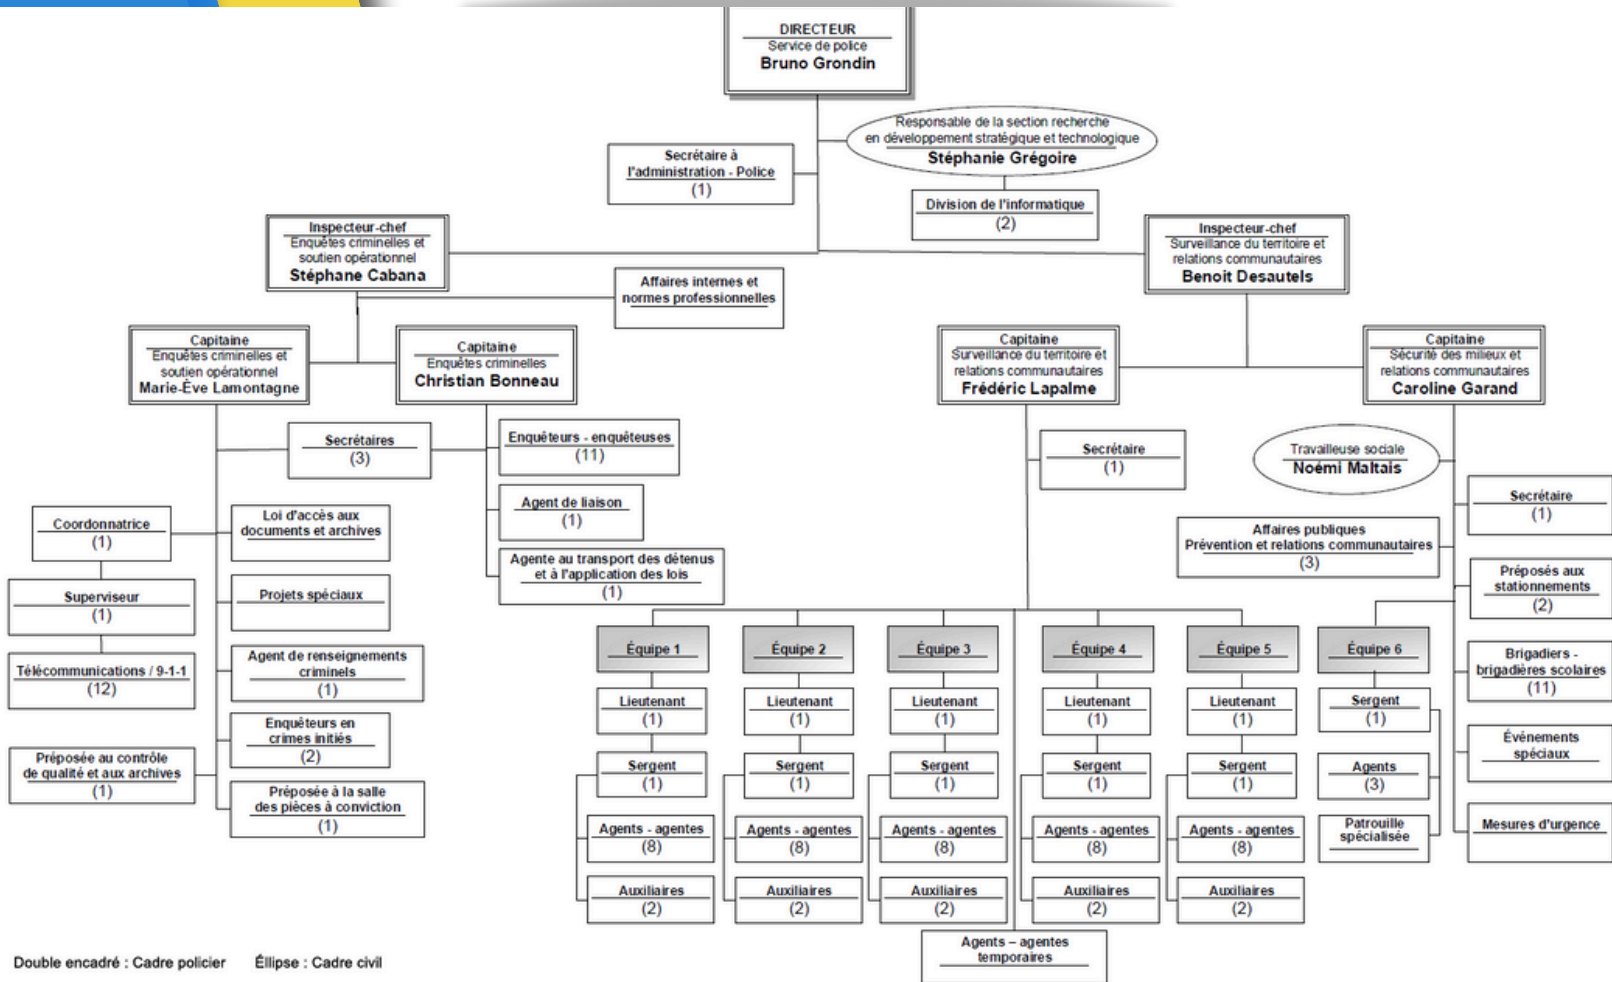 DIRECTEUR
Service de police
Bruno Grondin
Responsable de la section recherche
en développement stratégique et technologique
Stéphanie Grégoire
Secrétaire à
l'administration - Police
(1)
Division de l'informatique
(2)
Inspecteur-chef
Enquêtes criminelles et
soutien opérationnel
Stéphane Cabana
Inspecteur-chef
Surveillance du territoire et
relations communautaires
Benoit Desautels
Affaires internes et
normes professionnelles
Capitaine
Enquêtes criminelles et
soutien opérationnel
Marie-Ève Lamontagne
Capitaine
Enquêtes criminelles
Christian Bonneau
Capitaine
Surveillance du territoire et
relations communautaires
Frédéric Lapalme
Capitaine
Sécurité des milieux et
relations communautaires
Caroline Garand
Secrétaires
(3)
Enquêteurs - enquêteuses
(11)
Agent de liaison
(1)
Agente au transport des détenus
et à l'application des lois
(1)
Coordonnatrice
(1)
Superviseur
(1)
Télécommunications / 9-1-1
(12)
Préposée au contrôle
de qualité et aux archives
(1)
Loi d'accès aux
documents et archives
Projets spéciaux
Agent de renseignements
criminels
(1)
Enquêteurs en
crimes initiés
(2)
Préposée à la salle
des pièces à conviction
(1)
Secrétaire
(1)
Travailleuse sociale
Noémi Maltais
Secrétaire
(1)
Affaires publiques
Prévention et relations communautaires
(3)
Préposés aux
stationnements
(2)
Brigadiers -
brigadières scolaires
(11)
Événements
spéciaux
Mesures d'urgence
Équipe 1
Lieutenant
(1)
Sergent
(1)
Agents - agentes
(8)
Auxiliaires
(2)
Équipe 2
Lieutenant
(1)
Sergent
(1)
Agents - agentes
(8)
Auxiliaires
(2)
Équipe 3
Lieutenant
(1)
Sergent
(1)
Agents - agentes
(8)
Auxiliaires
(2)
Équipe 4
Lieutenant
(1)
Sergent
(1)
Agents - agentes
(8)
Auxiliaires
(2)
Équipe 5
Lieutenant
(1)
Sergent
(1)
Agents - agentes
(8)
Auxiliaires
(2)
Équipe 6
Sergent
(1)
Agents
(3)
Patrouille
spécialisée
Agents – agentes
temporaires
Double encadré : Cadre policier Éllipse : Cadre civil